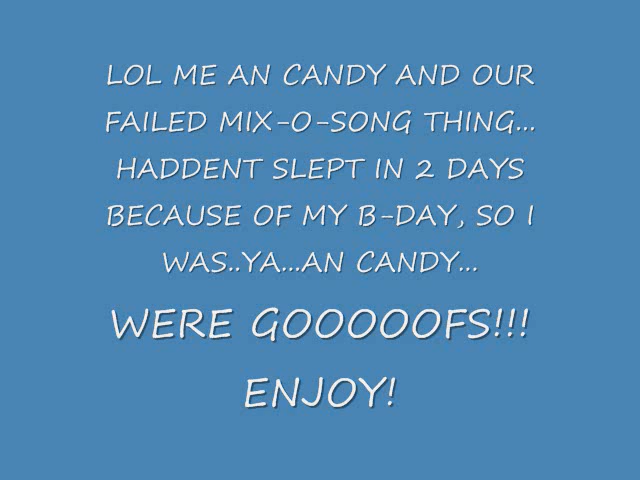 LOL ME AN CANDY AND OUR
FAILED MIX-O-SONG THING...
HADDENT SLEPT IN 2 DAYS
BECAUSE OF MY B-DAY, SO I
WAS..YA...AN CANDY...
WERE GOOOOOFS!!!
ENJOY!